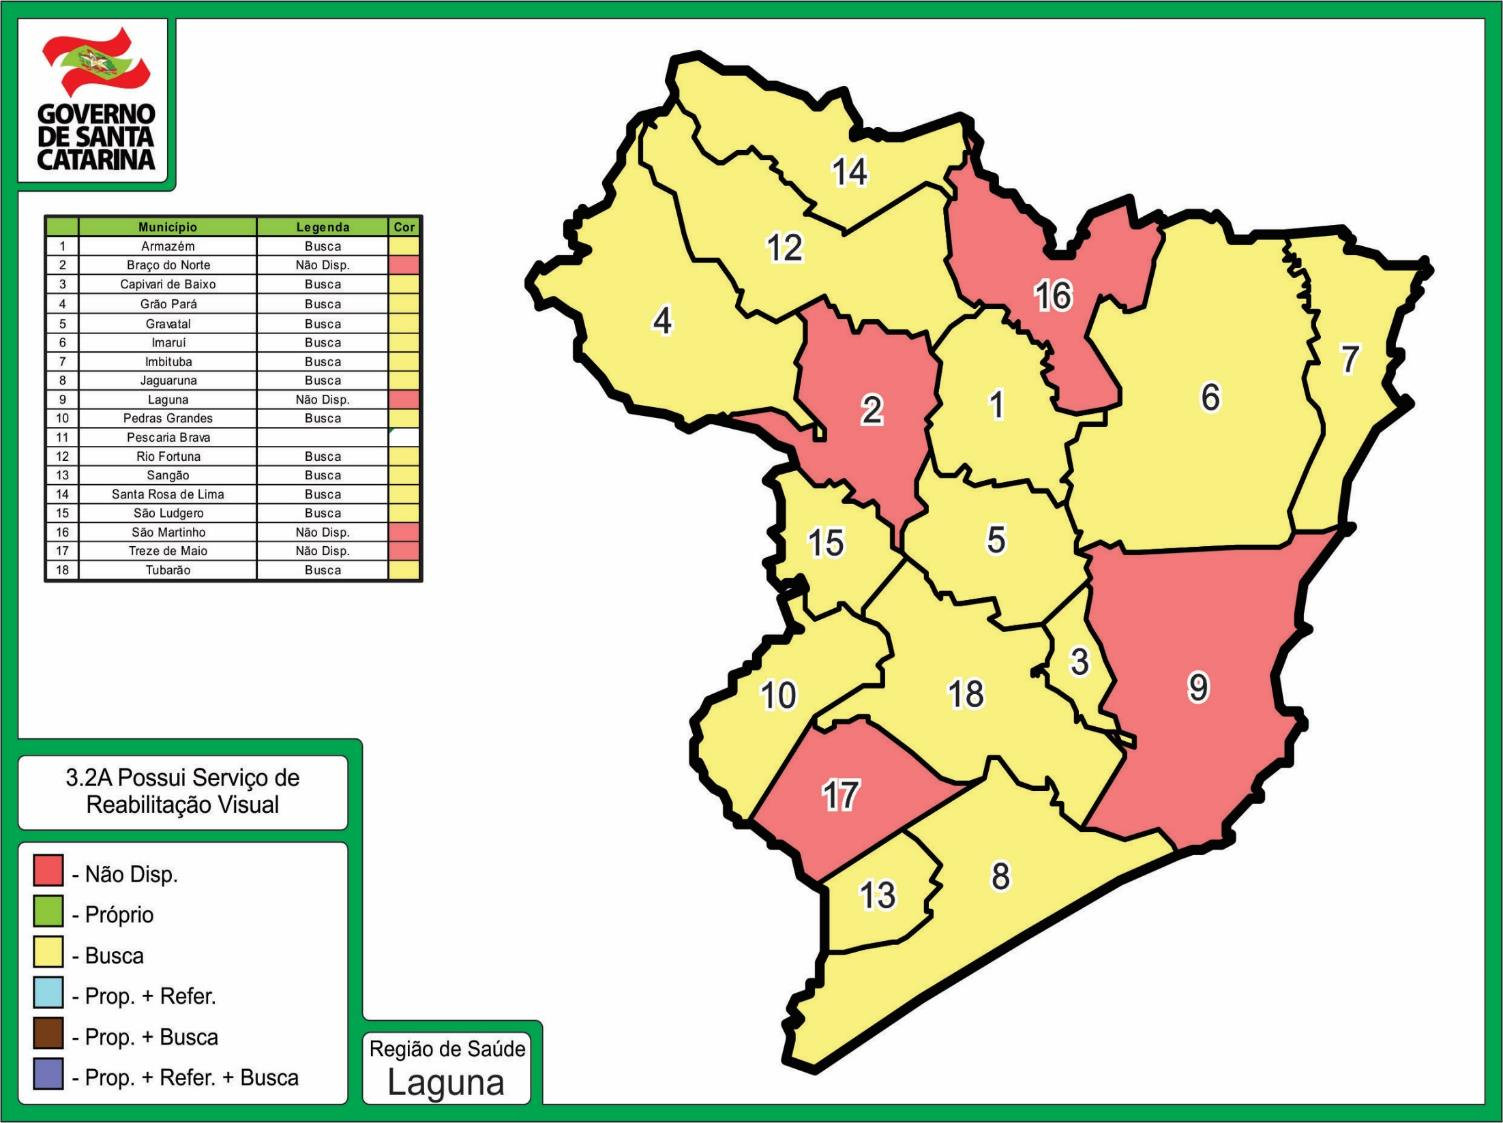 GOVERNO
DE SANTA
CATARINA
Município Legenda Cor
1 Armazém Busca
2 Braço do Norte Não Disp.
3 Capivari de Baixo Busca
4 Grão Pará Busca
5 Gravatal Busca
6 Imaruí Busca
7 Imbituba Busca
8 Jaguaruna Busca
9 Laguna Não Disp.
10 Pedras Grandes Busca
11 Pescaria Brava
12 Rio Fortuna Busca
13 Sangão Busca
14 Santa Rosa de Lima Busca
15 São Ludgero Busca
16 São Martinho Não Disp.
17 Treze de Maio Não Disp.
18 Tubarão Busca
14
12
16
4
7
6
2
1
15
5
3
10
18
9
17
8
13
3.2A Possui Serviço de
Reabilitação Visual
- Não Disp.
- Próprio
- Busca
- Prop. + Refer.
- Prop. + Busca
- Prop. + Refer. + Busca
Região de Saúde
Laguna